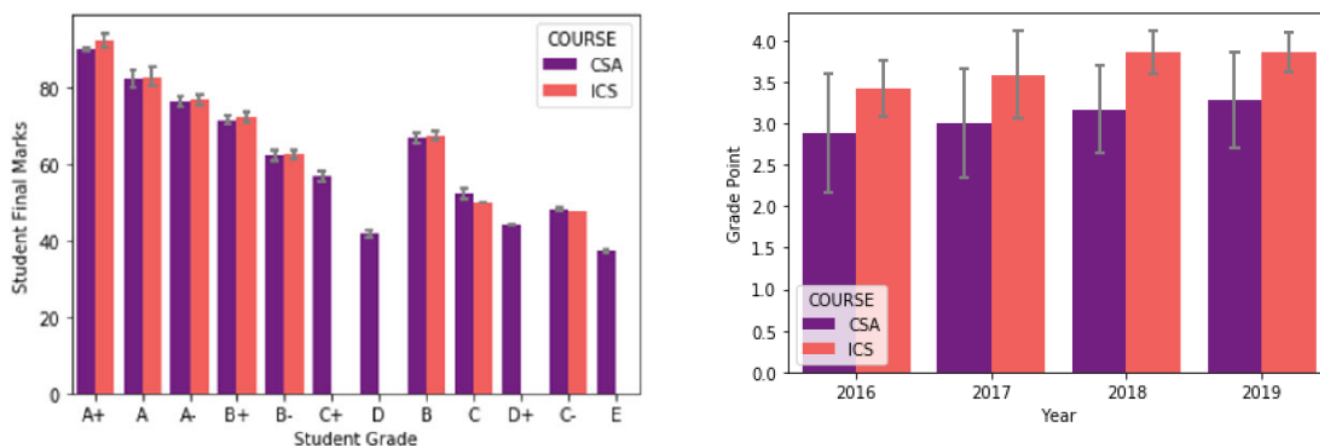 COURSE
CSA
ICS
80
60
40
20
0
Student Final Marks
A+ A A- B+ B- C+ D B C D+ C- E
Student Grade
4.0
3.5
3.0
2.5
2.0
1.5
1.0
0.5
0.0
Grade Point
COURSE
CSA
ICS
2016 2017 2018 2019
Year